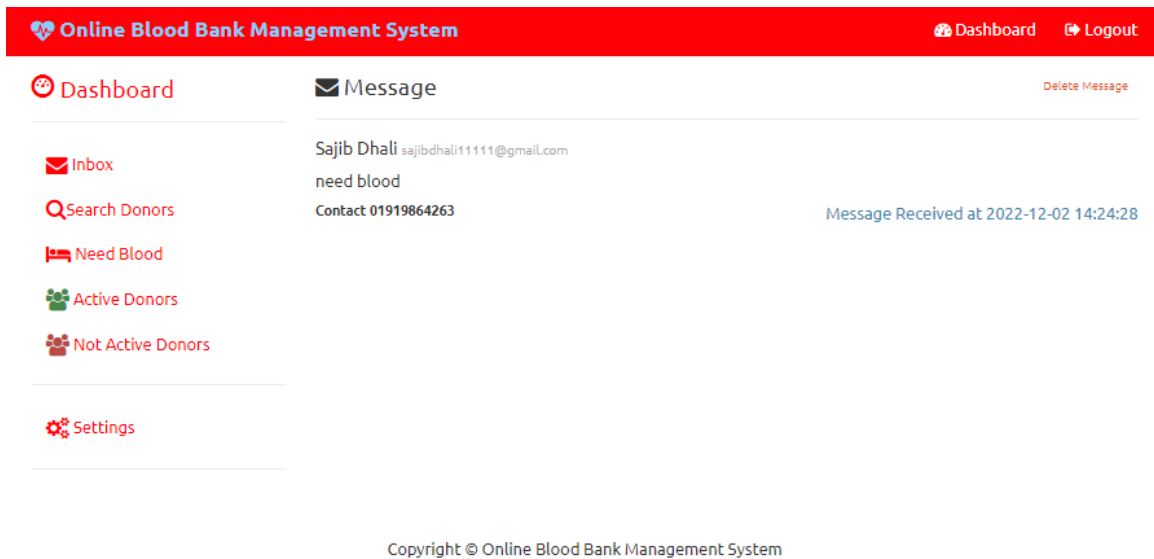 Online Blood Bank Management System
Dashboard
Logout
Dashboard
Inbox
Search Donors
Need Blood
Active Donors
Not Active Donors
Settings
Message
Delete Message
Sajib Dhali sajibdhali11111@gmail.com
need blood
Contact 01919864263
Message Received at 2022-12-02 14:24:28
Copyright © Online Blood Bank Management System